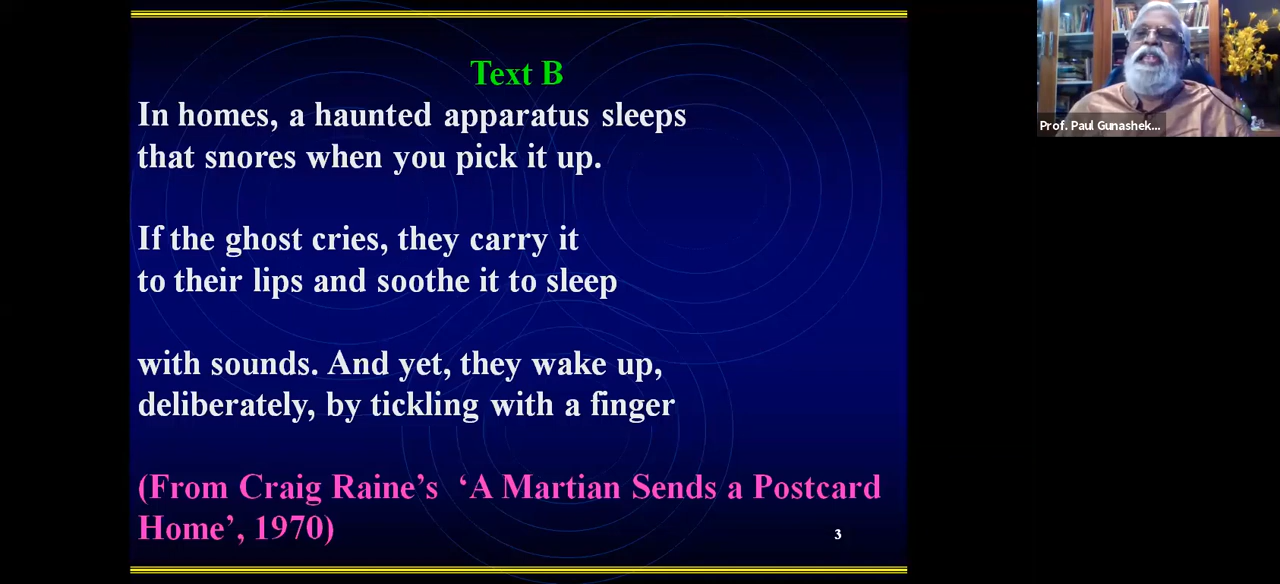 Text B
In homes, a haunted apparatus sleeps
that snores when you pick it up.
If the ghost cries, they carry it
to their lips and soothe it to sleep
with sounds. And yet, they wake up,
deliberately, by tickling with a finger
(From Craig Raine’s ‘A Martian Sends a Postcard
Home’, 1970)
3
Prof. Paul Gunashek...